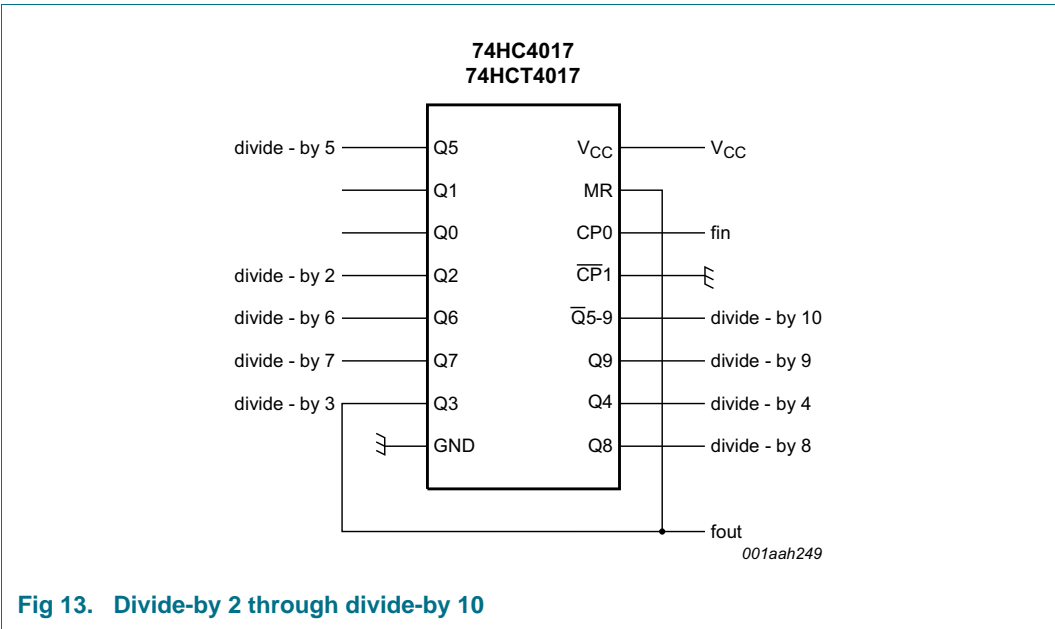 74HC4017
74HCT4017
divide - by 5 Q5 VCC VCC
Q1 MR
Q0 CP0 fin
divide - by 2 Q2 C̅P̅1
divide - by 6 Q6 Q̅5-9 divide - by 10
divide - by 7 Q7 Q9 divide - by 9
divide - by 3 Q3 Q4 divide - by 4
GND Q8 divide - by 8
fout
001aah249
Fig 13. Divide-by 2 through divide-by 10